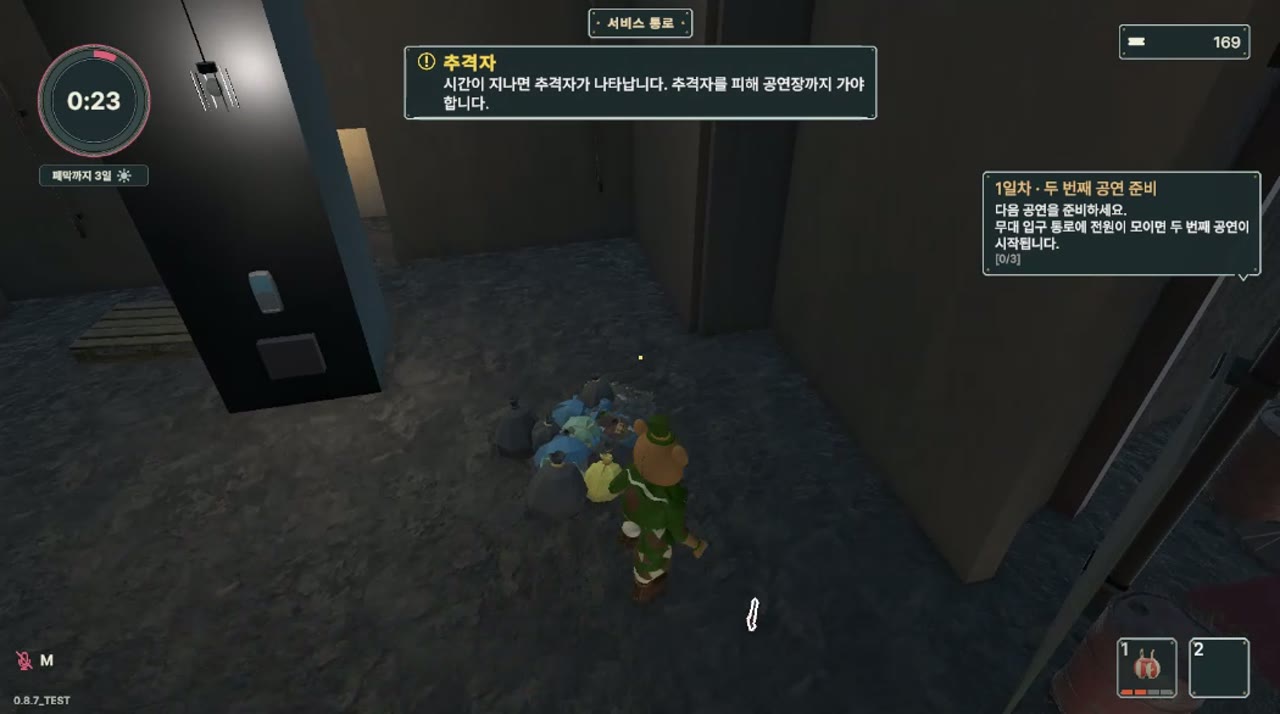 서비스 통로
추격자
시간이 지나면 추격자가 나타납니다. 추격자를 피해 공연장까지 가야
합니다.
0:23
폐막까지 3일
169
1일차 · 두 번째 공연 준비
다음 공연을 준비하세요.
무대 입구 통로에 전원이 모이면 두 번째 공연이
시작됩니다.
[0/3]
M
0.8.7_TEST
1
2